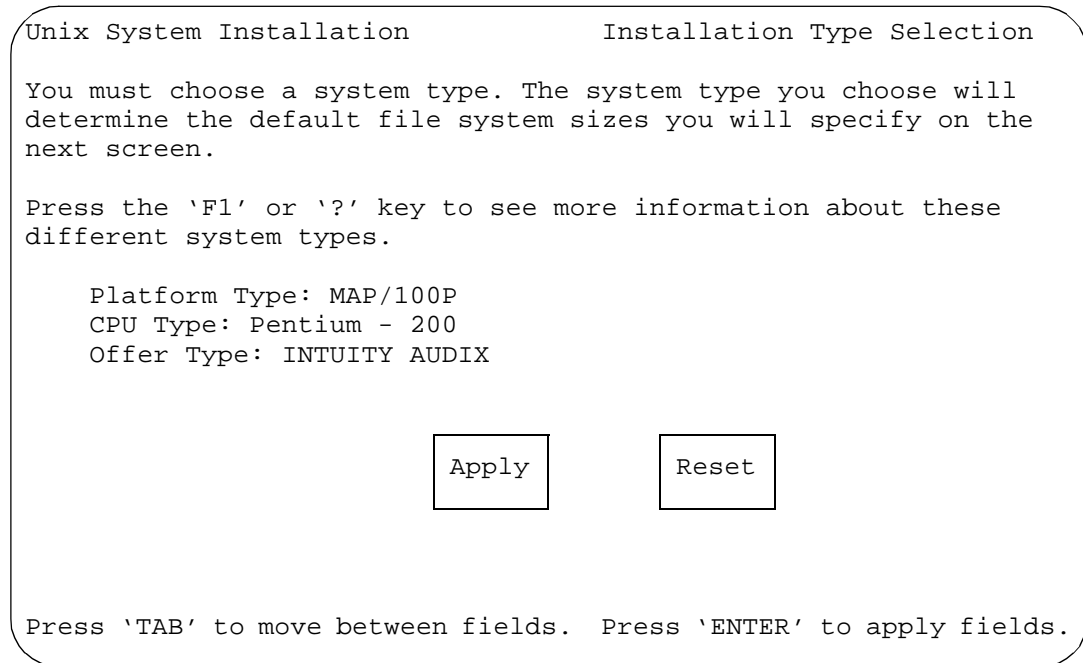 Unix System Installation Installation Type Selection
You must choose a system type. The system type you choose will
determine the default file system sizes you will specify on the
next screen.
Press the ‘F1’ or ‘?’ key to see more information about these
different system types.
Platform Type: MAP/100P
CPU Type: Pentium - 200
Offer Type: INTUITY AUDIX
Apply Reset
Press ‘TAB’ to move between fields. Press ‘ENTER’ to apply fields.